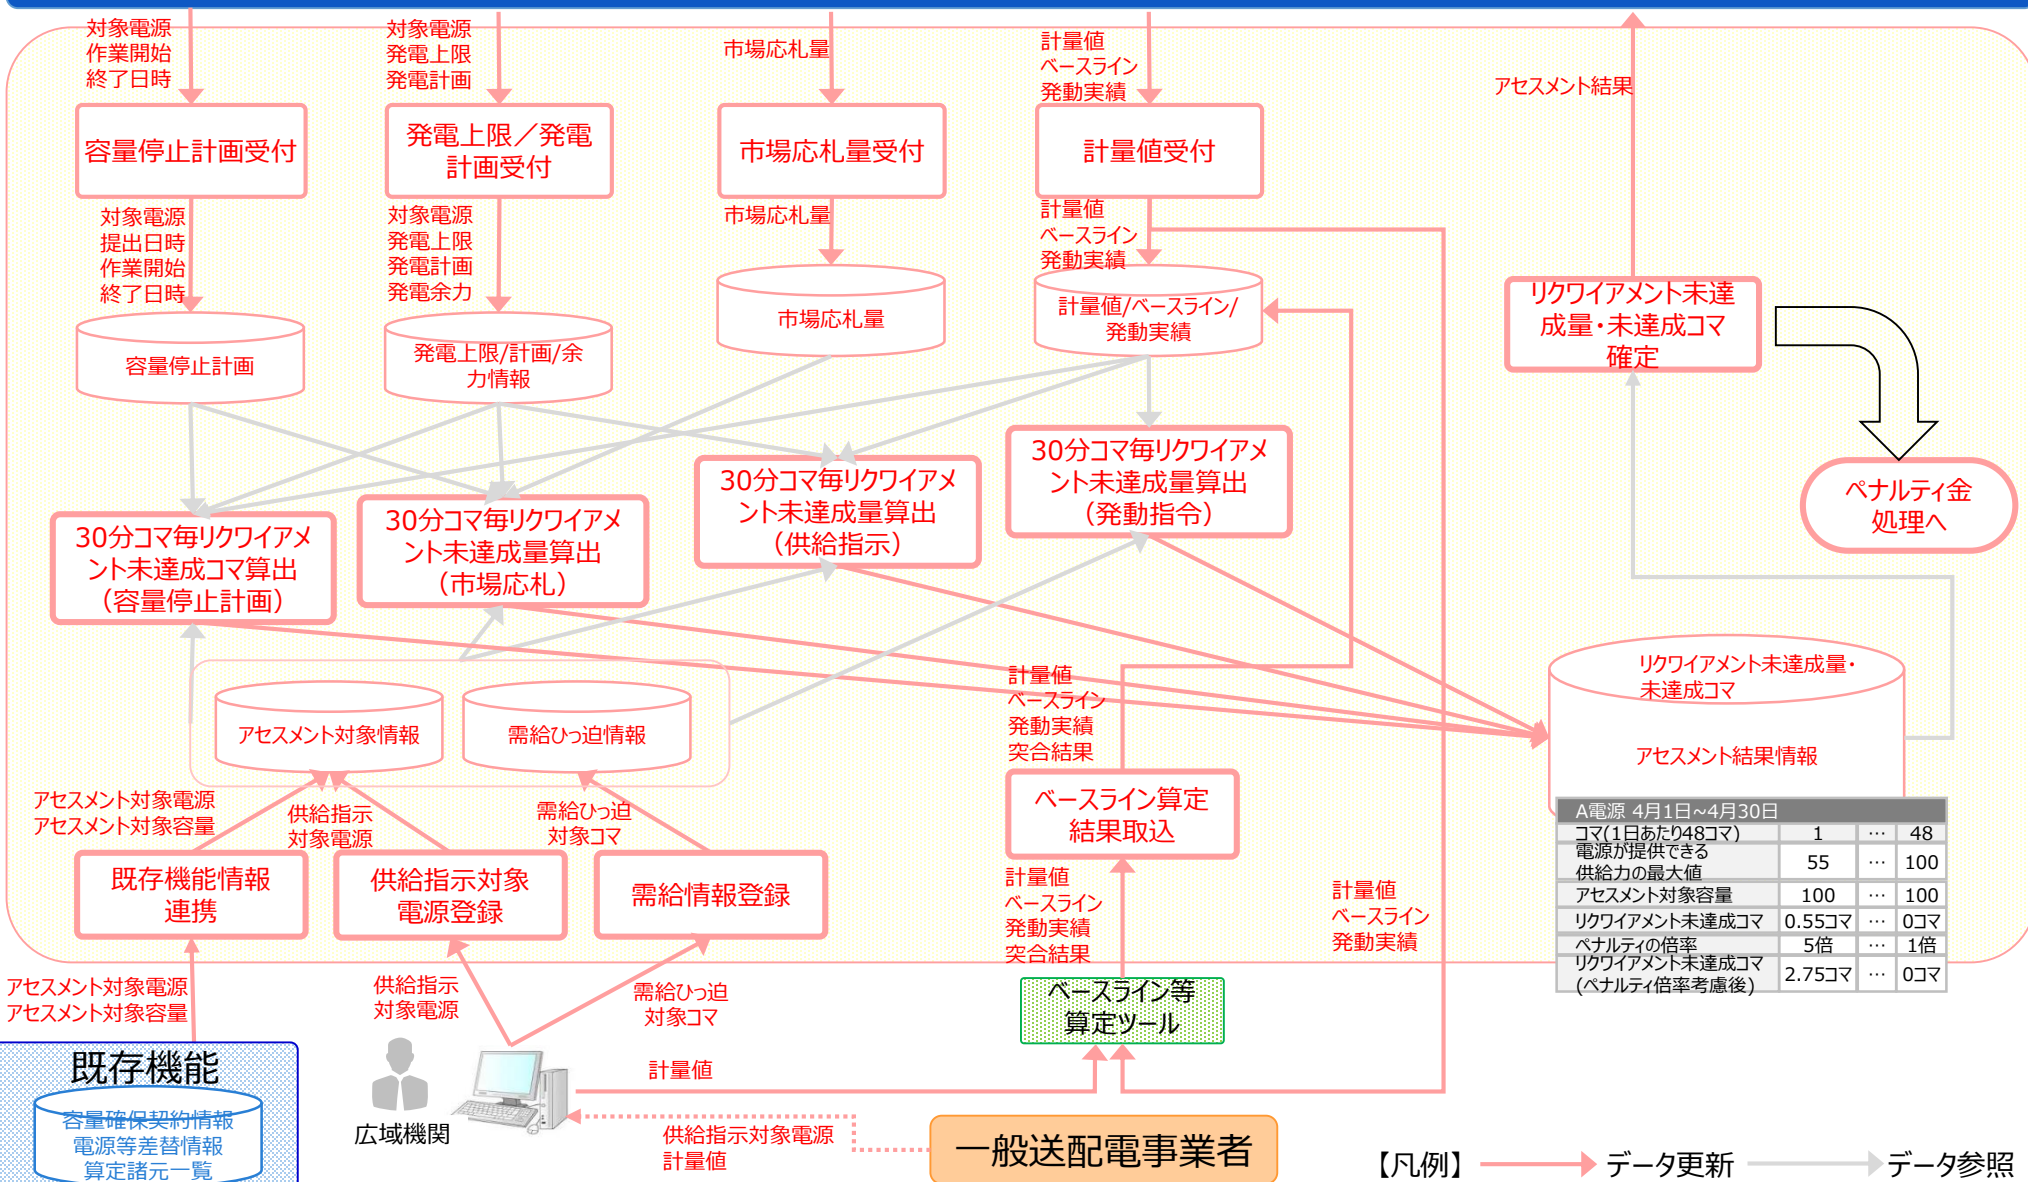 対象電源
作業開始
終了日時
対象電源
発電上限
発電計画
市場応札量
計量値
ベースライン
発動実績
アセスメント結果
容量停止計画受付
発電上限／発電
計画受付
市場応札量受付
計量値受付
対象電源
提出日時
作業開始
終了日時
対象電源
発電上限
発電計画
発電余力
市場応札量
計量値
ベースライン
発動実績
容量停止計画
発電上限/計画/余
力情報
市場応札量
計量値/ベースライン/
発動実績
リクワイアメント未達
成量・未達成コマ
確定
30分コマ毎リクワイアメ
ント未達成コマ算出
（容量停止計画）
30分コマ毎リクワイアメ
ント未達成量算出
（市場応札）
30分コマ毎リクワイアメ
ント未達成量算出
（供給指示）
30分コマ毎リクワイアメ
ント未達成量算出
（発動指令）
ペナルティ金
処理へ
アセスメント対象情報
需給ひっ迫情報
計量値
ベースライン
発動実績
突合結果
リクワイアメント未達成量・
未達成コマ
アセスメント結果情報
アセスメント対象電源
アセスメント対象容量
供給指示
対象電源
需給ひっ迫
対象コマ
ベースライン算定
結果取込
既存機能情報
連携
供給指示対象
電源登録
需給情報登録
計量値
ベースライン
発動実績
突合結果
計量値
ベースライン
発動実績
A電源 4月1日~4月30日
コマ(1日あたり48コマ) 1 … 48
電源が提供できる
供給力の最大値 55 … 100
アセスメント対象容量 100 … 100
リクワイアメント未達成コマ 0.55コマ … 0コマ
ペナルティの倍率 5倍 … 1倍
リクワイアメント未達成コマ
(ペナルティ倍率考慮後) 2.75コマ … 0コマ
アセスメント対象電源
アセスメント対象容量
供給指示
対象電源
需給ひっ迫
対象コマ
ベースライン等
算定ツール
既存機能
容量確保契約情報
電源等差替情報
算定諸元一覧
広域機関
計量値
供給指示対象電源
計量値
一般送配電事業者
【凡例】 データ更新 データ参照